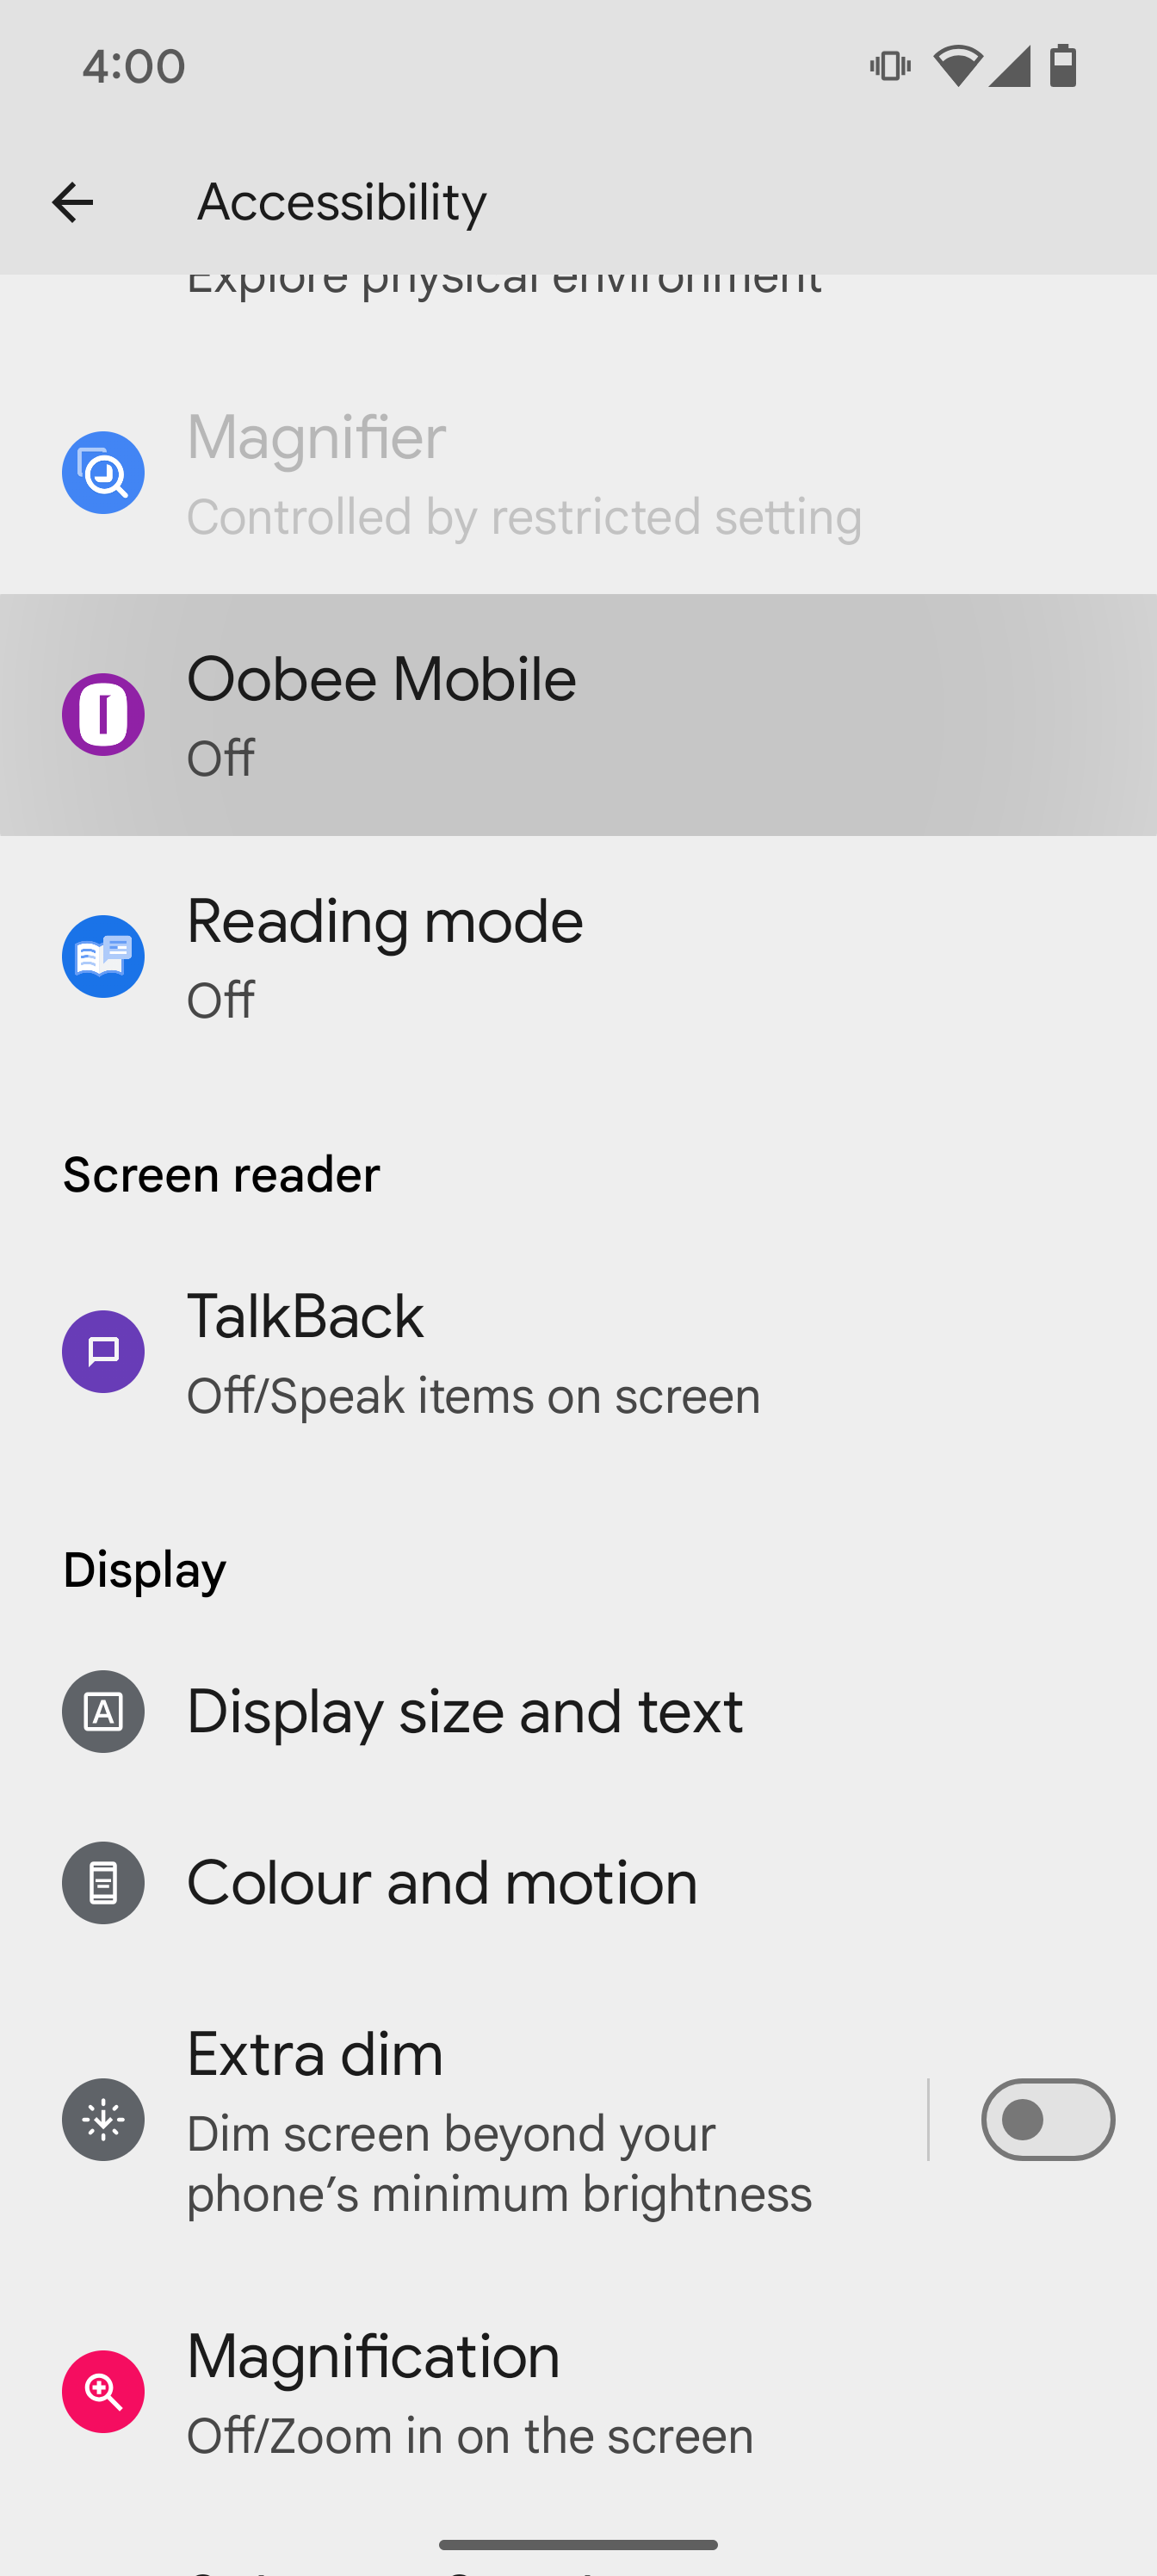 4:00
Accessibility
Explore physical environment
Magnifier
Controlled by restricted setting
Oobee Mobile
Off
Reading mode
Off
Screen reader
TalkBack
Off/Speak items on screen
Display
Display size and text
Colour and motion
Extra dim
Dim screen beyond your
phone’s minimum brightness
Magnification
Off/Zoom in on the screen